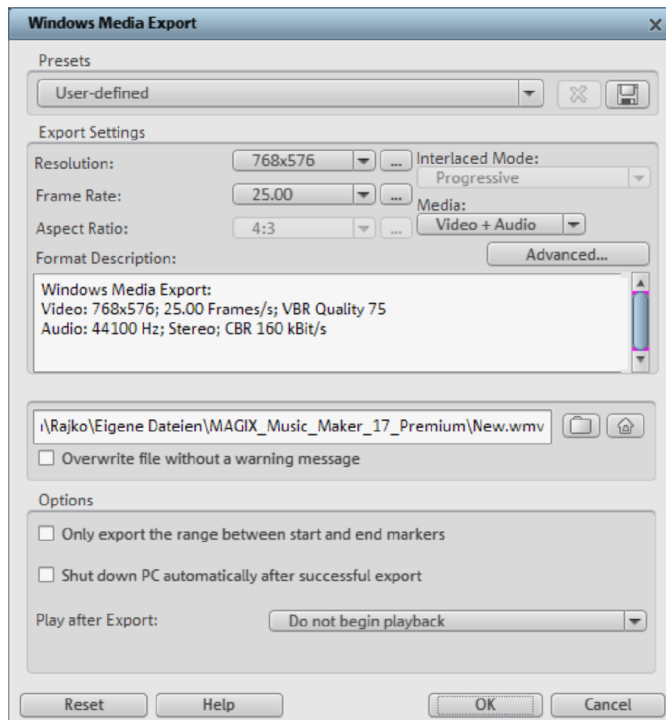 Windows Media Export
Presets
User-defined
Export Settings
Resolution:
768x576
...
Interlaced Mode:
Progressive
Frame Rate:
25.00
...
Media:
Video + Audio
Aspect Ratio:
4:3
...
Format Description:
Advanced...
Windows Media Export:
Video: 768x576; 25.00 Frames/s; VBR Quality 75
Audio: 44100 Hz; Stereo; CBR 160 kBit/s
\Rajko\Eigene Dateien\MAGIX_Music_Maker_17_Premium\New.wmv
Overwrite file without a warning message
Options
Only export the range between start and end markers
Shut down PC automatically after successful export
Play after Export:
Do not begin playback
Reset
Help
OK
Cancel